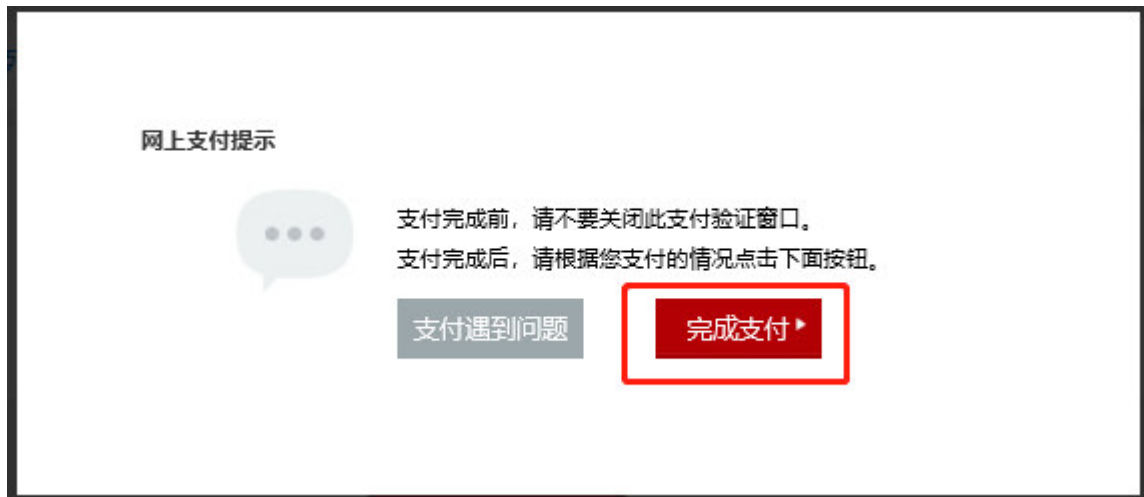 网上支付提示
支付完成前，请不要关闭此支付验证窗口。
支付完成后，请根据您支付的情况点击下面按钮。
支付遇到问题 完成支付